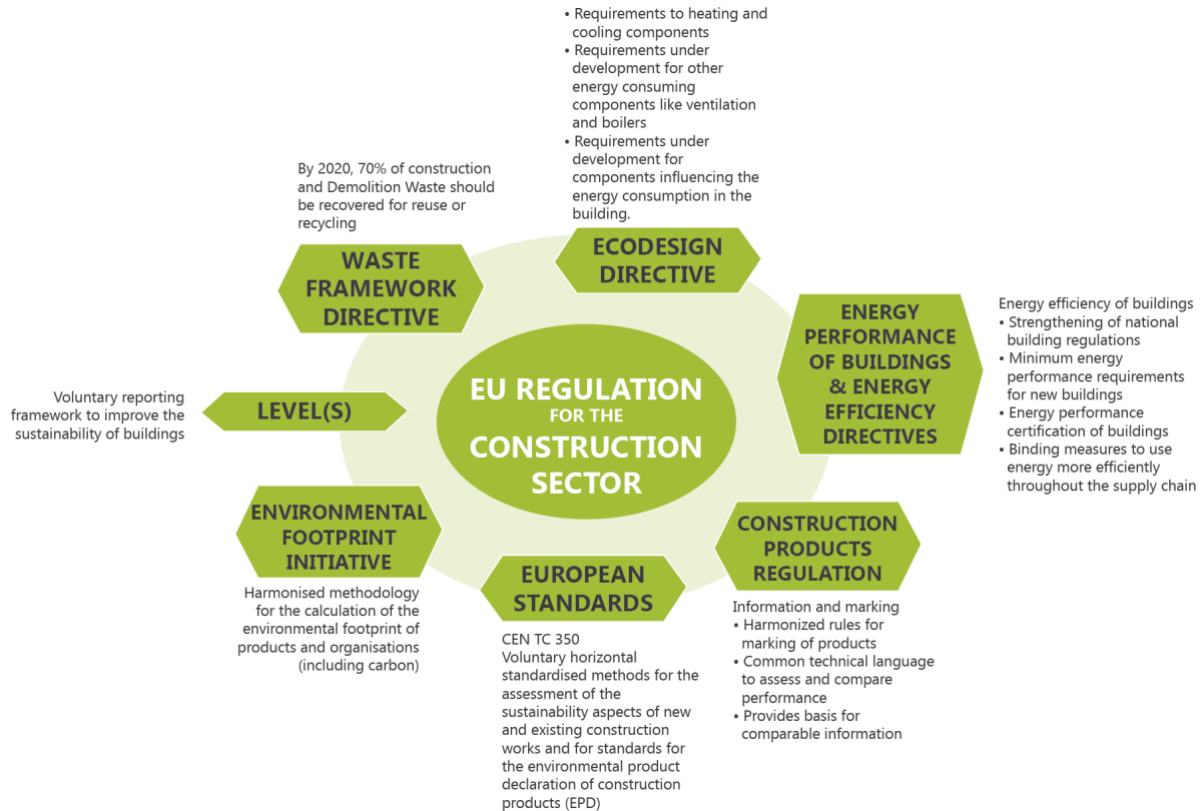 • Requirements to heating and
cooling components
• Requirements under
development for other
energy consuming
components like ventilation
and boilers
• Requirements under
development for
components influencing the
energy consumption in the
building.
ECODESIGN
DIRECTIVE
By 2020, 70% of construction
and Demolition Waste should
be recovered for reuse or
recycling
WASTE
FRAMEWORK
DIRECTIVE
ENERGY
PERFORMANCE
OF BUILDINGS
& ENERGY
EFFICIENCY
DIRECTIVES
Energy efficiency of buildings
• Strengthening of national
building regulations
• Minimum energy
performance requirements
for new buildings
• Energy performance
certification of buildings
• Binding measures to use
energy more efficiently
throughout the supply chain
EU REGULATION
FOR THE
CONSTRUCTION
SECTOR
Voluntary reporting
framework to improve the
sustainability of buildings
LEVEL(S)
ENVIRONMENTAL
FOOTPRINT
INITIATIVE
Harmonised methodology
for the calculation of the
environmental footprint of
products and organisations
(including carbon)
EUROPEAN
STANDARDS
CEN TC 350
Voluntary horizontal
standardised methods for the
assessment of the
sustainability aspects of new
and existing construction
works and for standards for
the environmental product
declaration of construction
products (EPD)
CONSTRUCTION
PRODUCTS
REGULATION
Information and marking
• Harmonized rules for
marking of products
• Common technical language
to assess and compare
performance
• Provides basis for
comparable information